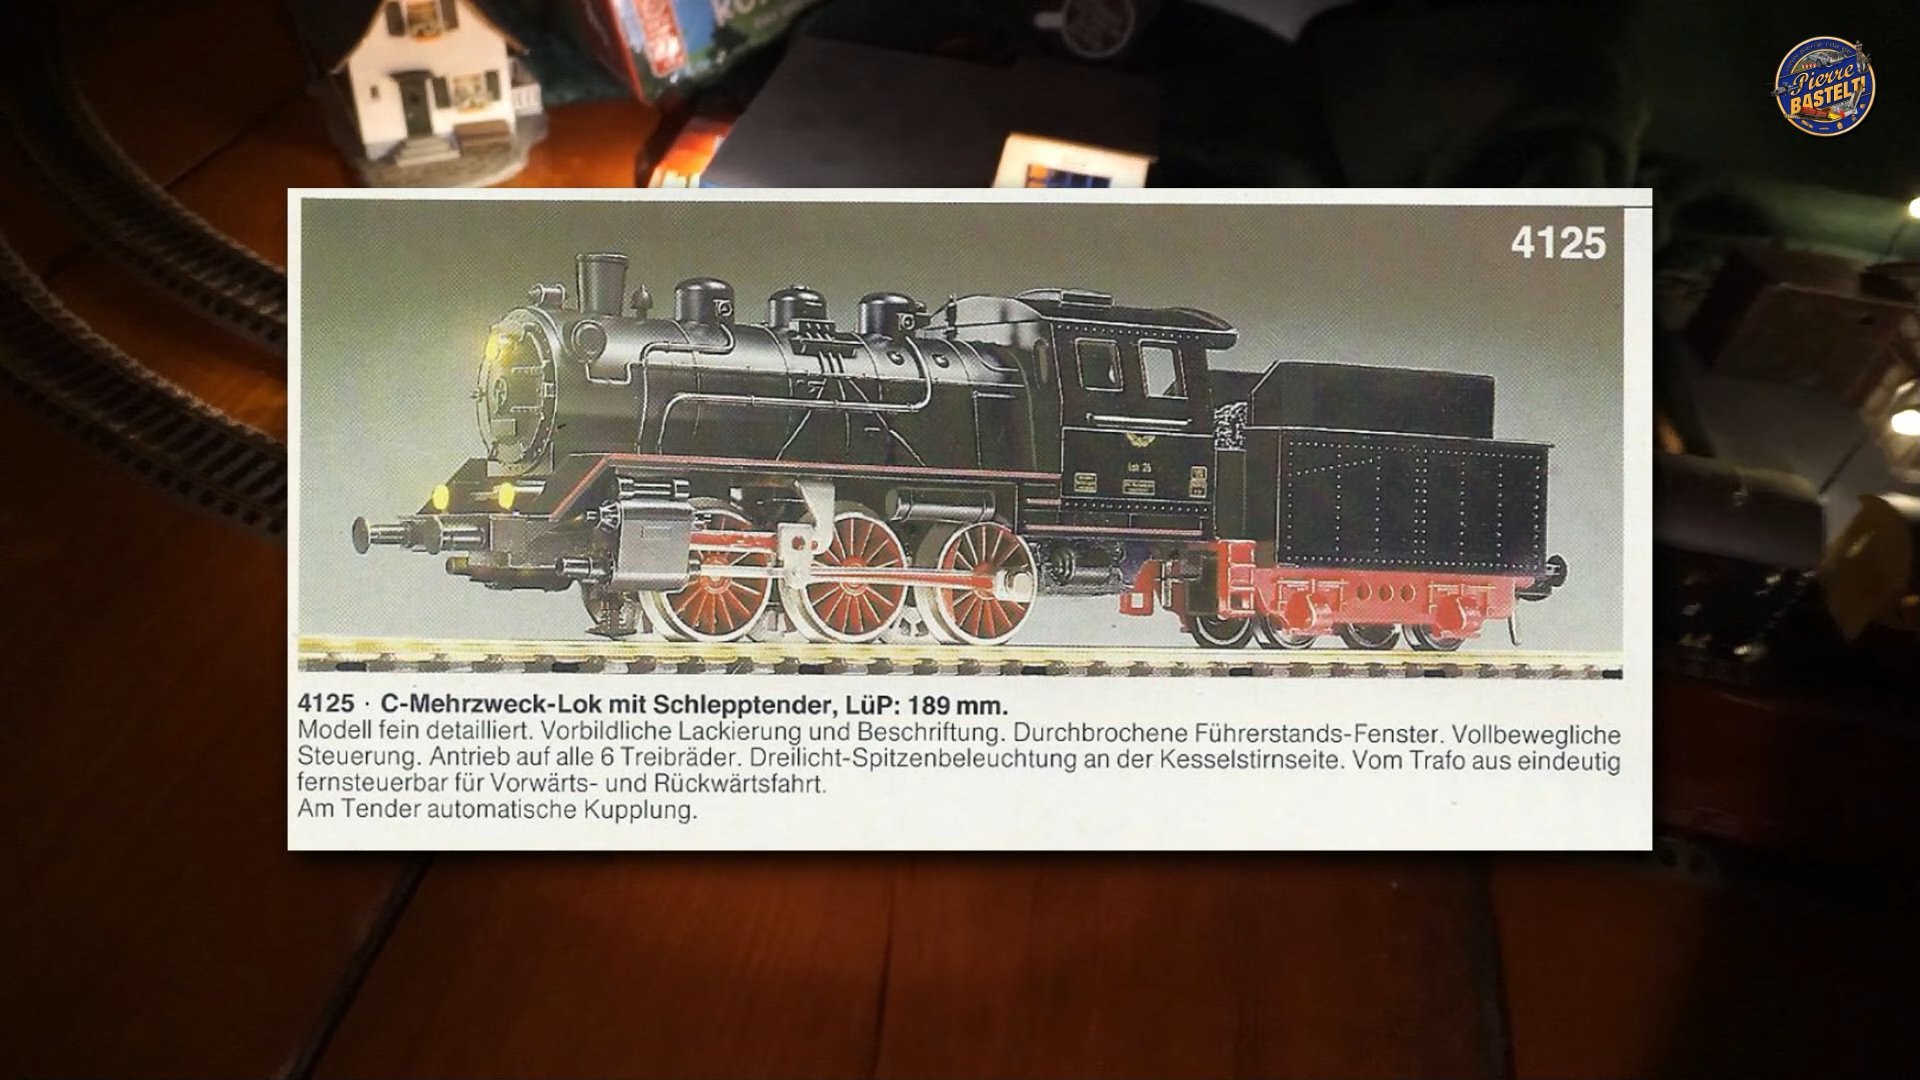 Pierre
BASTELT!
4125
Lok 25
4125 · C-Mehrzweck-Lok mit Schlepptender, LüP: 189 mm.
Modell fein detailliert. Vorbildliche Lackierung und Beschriftung. Durchbrochene Führerstands-Fenster. Vollbewegliche
Steuerung. Antrieb auf alle 6 Treibräder. Dreilicht-Spitzenbeleuchtung an der Kesselstirnseite. Vom Trafo aus eindeutig
fernsteuerbar für Vorwärts- und Rückwärtsfahrt.
Am Tender automatische Kupplung.